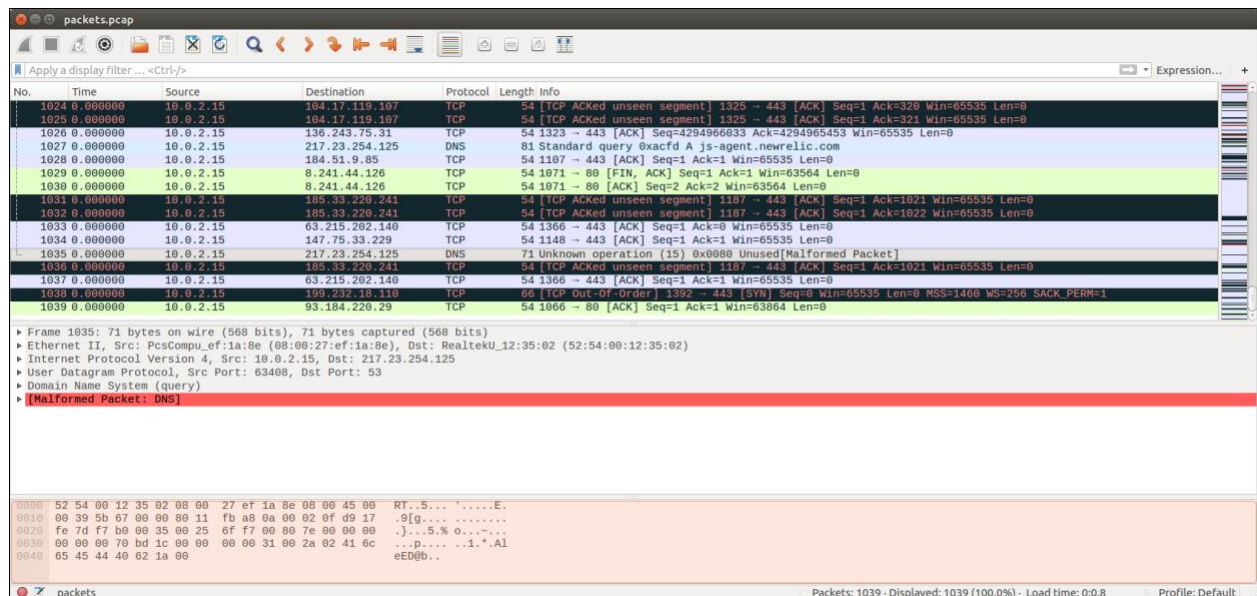 packets.pcap
Apply a display filter ... <Ctrl-/>
Expression... +
No. Time Source Destination Protocol Length Info
1024 0.000000 10.0.2.15 104.17.119.107 TCP 54 [TCP ACKed unseen segment] 1325 → 443 [ACK] Seq=1 Ack=320 Win=65535 Len=0
1025 0.000000 10.0.2.15 104.17.119.107 TCP 54 [TCP ACKed unseen segment] 1325 → 443 [ACK] Seq=1 Ack=321 Win=65535 Len=0
1026 0.000000 10.0.2.15 136.243.75.31 TCP 54 1323 → 443 [ACK] Seq=4294966033 Ack=4294965453 Win=65535 Len=0
1027 0.000000 10.0.2.15 217.23.254.125 DNS 81 Standard query 0xacfd A js-agent.newrelic.com
1028 0.000000 10.0.2.15 184.51.9.85 TCP 54 1107 → 443 [ACK] Seq=1 Ack=1 Win=65535 Len=0
1029 0.000000 10.0.2.15 8.241.44.126 TCP 54 1071 → 80 [FIN, ACK] Seq=1 Ack=1 Win=63564 Len=0
1030 0.000000 10.0.2.15 8.241.44.126 TCP 54 1071 → 80 [ACK] Seq=2 Ack=2 Win=63564 Len=0
1031 0.000000 10.0.2.15 185.33.220.241 TCP 54 [TCP ACKed unseen segment] 1187 → 443 [ACK] Seq=1 Ack=1021 Win=65535 Len=0
1032 0.000000 10.0.2.15 185.33.220.241 TCP 54 [TCP ACKed unseen segment] 1187 → 443 [ACK] Seq=1 Ack=1022 Win=65535 Len=0
1033 0.000000 10.0.2.15 63.215.202.140 TCP 54 1366 → 443 [ACK] Seq=1 Ack=0 Win=65535 Len=0
1034 0.000000 10.0.2.15 147.75.33.229 TCP 54 1148 → 443 [ACK] Seq=1 Ack=1 Win=65535 Len=0
1035 0.000000 10.0.2.15 217.23.254.125 DNS 71 Unknown operation (15) 0x0080 Unused[Malformed Packet]
1036 0.000000 10.0.2.15 185.33.220.241 TCP 54 [TCP ACKed unseen segment] 1187 → 443 [ACK] Seq=1 Ack=1021 Win=65535 Len=0
1037 0.000000 10.0.2.15 63.215.202.140 TCP 54 1366 → 443 [ACK] Seq=1 Ack=1 Win=65535 Len=0
1038 0.000000 10.0.2.15 199.232.18.110 TCP 66 [TCP Out-Of-Order] 1392 → 443 [SYN] Seq=0 Win=65535 Len=0 MSS=1460 WS=256 SACK_PERM=1
1039 0.000000 10.0.2.15 93.184.220.29 TCP 54 1066 → 80 [ACK] Seq=1 Ack=1 Win=63864 Len=0
Frame 1035: 71 bytes on wire (568 bits), 71 bytes captured (568 bits)
Ethernet II, Src: PcsCompu_ef:1a:8e (08:00:27:ef:1a:8e), Dst: RealtekU_12:35:02 (52:54:00:12:35:02)
Internet Protocol Version 4, Src: 10.0.2.15, Dst: 217.23.254.125
User Datagram Protocol, Src Port: 63408, Dst Port: 53
Domain Name System (query)
[Malformed Packet: DNS]
0000 52 54 00 12 35 02 08 00 27 ef 1a 8e 08 00 45 00 RT..5... '.....E.
0010 00 39 5b 67 00 00 80 11 fb a8 0a 00 02 0f d9 17 .9[g.... ........
0020 fe 7d f7 b0 00 35 00 25 6f f7 00 80 7e 00 00 00 .}...5.% o...~...
0030 00 00 00 70 bd 1c 00 00 00 00 31 00 2a 02 41 6c ...p.... ..1.*.Al
0040 65 45 44 40 62 1a 00 eED@b..
packets
Packets: 1039 · Displayed: 1039 (100.0%) · Load time: 0:0.8
Profile: Default